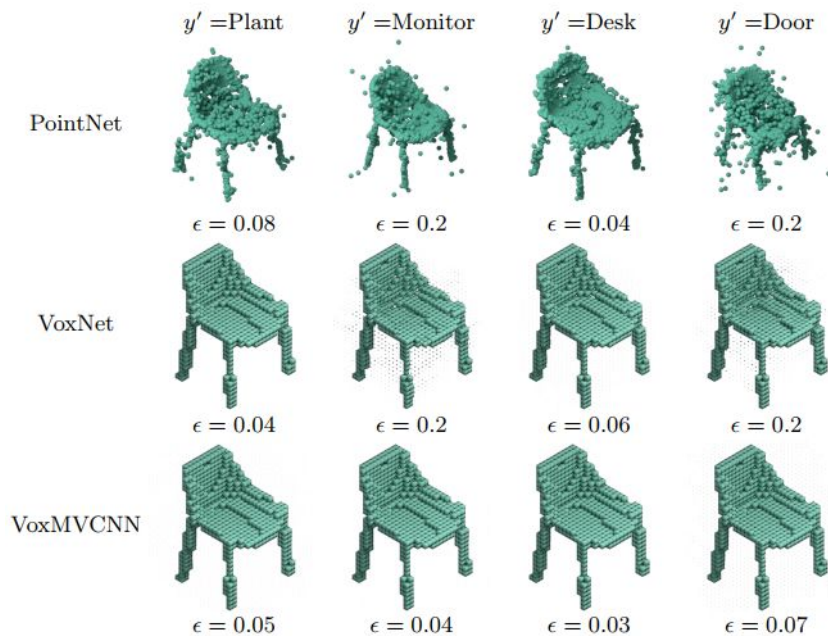 y′ =Plant y′ =Monitor y′ =Desk y′ =Door
PointNet
ϵ = 0.08 ϵ = 0.2 ϵ = 0.04 ϵ = 0.2
VoxNet
ϵ = 0.04 ϵ = 0.2 ϵ = 0.06 ϵ = 0.2
VoxMVCNN
ϵ = 0.05 ϵ = 0.04 ϵ = 0.03 ϵ = 0.07